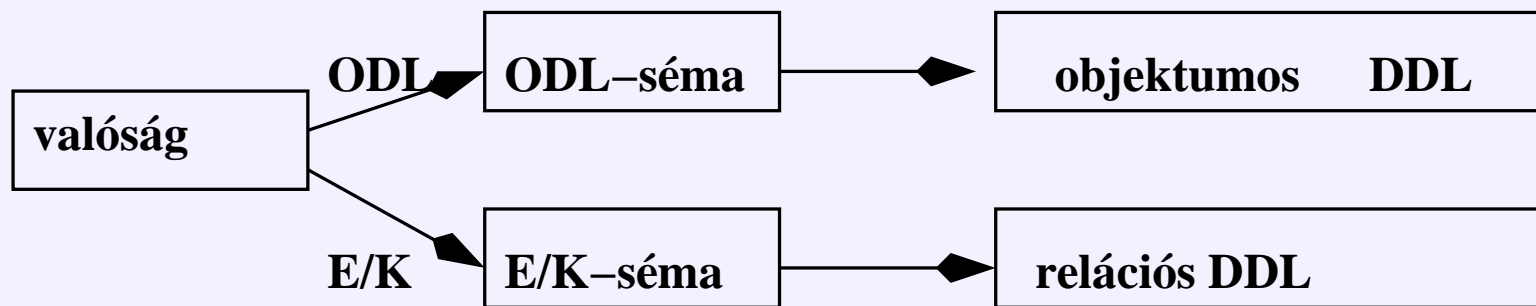 ODL
ODL–séma
objektumos DDL
valóság
E/K
E/K–séma
relációs DDL